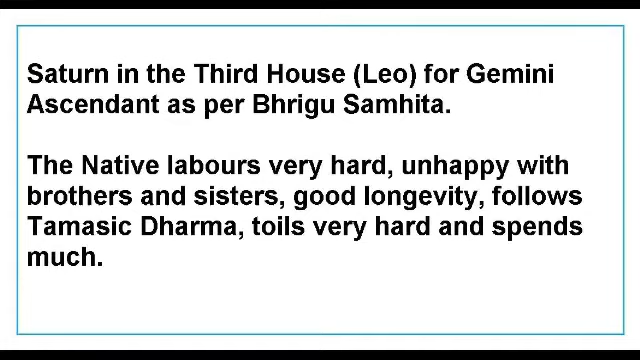 Saturn in the Third House (Leo) for Gemini
Ascendant as per Bhrigu Samhita.
The Native labours very hard, unhappy with
brothers and sisters, good longevity, follows
Tamasic Dharma, toils very hard and spends
much.